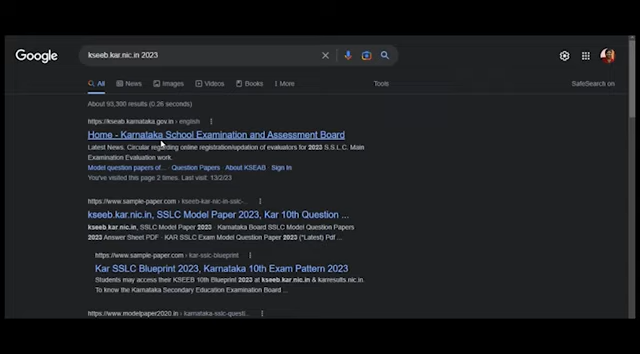 Google
kseeb.kar.nic.in 2023
All News Images Videos Books More Tools SafeSearch on
About 93,300 results (0.26 seconds)
https://kseab.karnataka.gov.in › english
Home - Karnataka School Examination and Assessment Board
Latest News. Circular regarding online registration/updation of evaluators for 2023 S.S.L.C. Main
Examination Evaluation work.
Model question papers of... · Question Papers · About KSEAB · Sign In
You've visited this page 2 times. Last visit: 13/2/23
https://www.sample-paper.com › kar-nic-in-sslc-...
kseeb.kar.nic.in, SSLC Model Paper 2023, Kar 10th Question ...
kseeb.kar.nic.in, SSLC Model Paper 2023 - Karnataka Board SSLC Model Question Papers
2023 Answer Sheet PDF - KAR SSLC Exam Model Question Paper 2023 (*Latest) Pdf ...
https://www.sample-paper.com › kar-sslc-blueprint
Kar SSLC Blueprint 2023, Karnataka 10th Exam Pattern 2023
Students may access their KSEEB 10th Blueprint 2023 at kseeb.kar.nic.in & karresults.nic.in.
To know the Karnataka Secondary Education Examination Board ...
https://www.modelpaper2020.in › karnataka-sslc-questi...